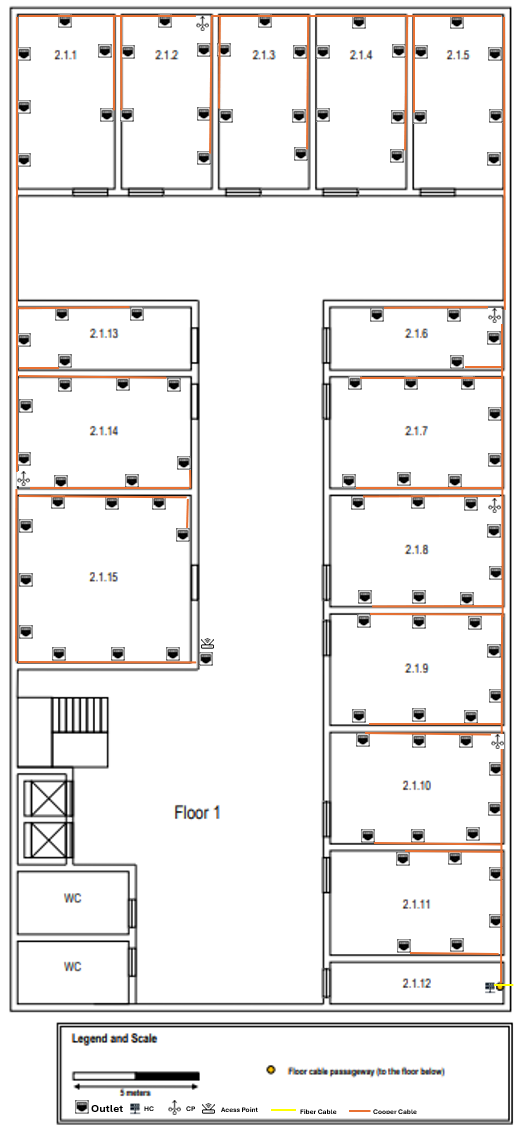 2.1.1 2.1.2 2.1.3 2.1.4 2.1.5
2.1.13 2.1.6
2.1.14 2.1.7
2.1.15 2.1.8
2.1.9
2.1.10
Floor 1
WC
2.1.11
WC
2.1.12
Legend and Scale
Floor cable passageway (to the floor below)
5 meters
Outlet HC CP Acess Point Fiber Cable Cooper Cable